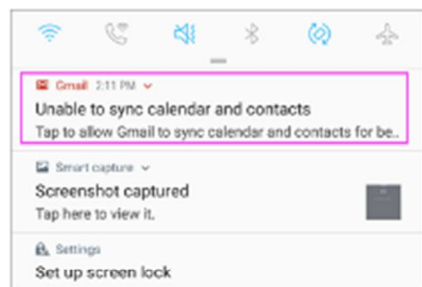 Gmail 2:11 PM
Unable to sync calendar and contacts
Tap to allow Gmail to sync calendar and contacts for be..
Smart capture
Screenshot captured
Tap here to view it.
Settings
Set up screen lock